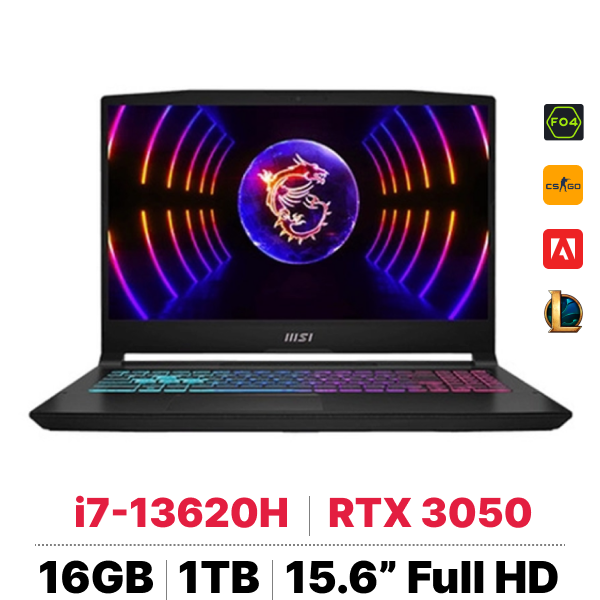 FO4
CS GO
msi
i7-13620H | RTX 3050
16GB | 1TB | 15.6” Full HD